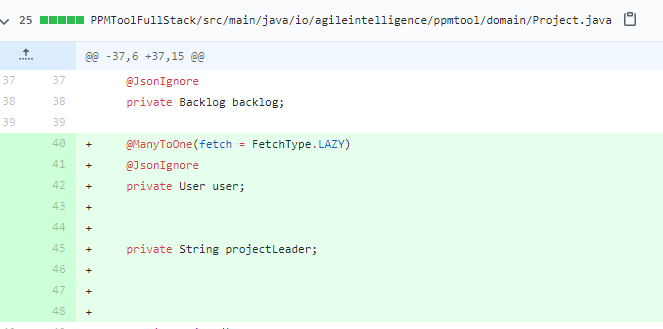 25 PPMToolFullStack/src/main/java/io/agileintelligence/ppmtool/domain/Project.java
@@ -37,6 +37,15 @@
37 37 @JsonIgnore
38 38 private Backlog backlog;
39 39
40 + @ManyToOne(fetch = FetchType.LAZY)
41 + @JsonIgnore
42 + private User user;
43 +
44 +
45 + private String projectLeader;
46 +
47 +
48 +